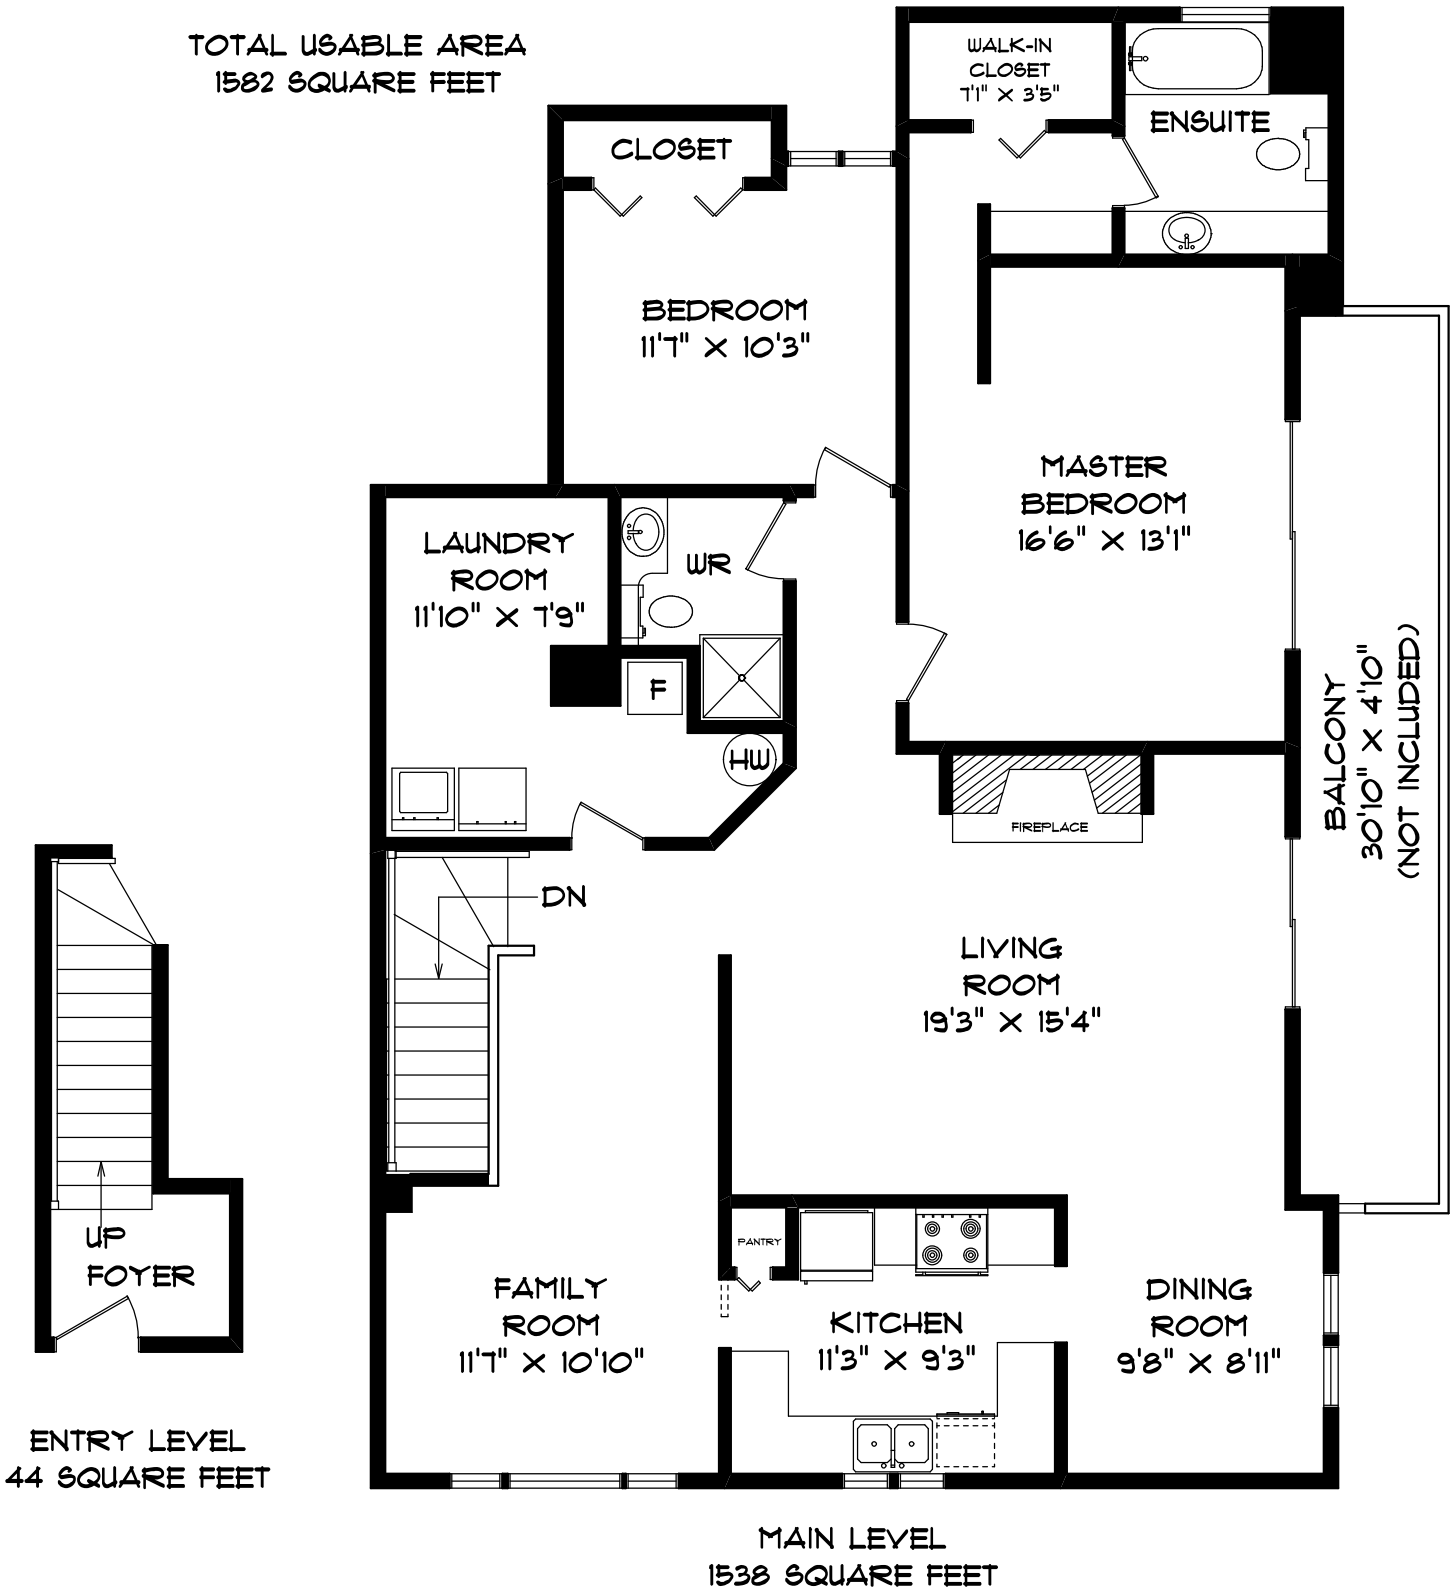 TOTAL USABLE AREA
1582 SQUARE FEET
WALK-IN
CLOSET
7'1" X 3'5"
ENSUITE
CLOSET
BEDROOM
11'7" X 10'3"
MASTER
BEDROOM
16'6" X 13'1"
LAUNDRY
ROOM
11'10" X 7'9"
WR
F
HW
BALCONY
30'10" X 4'10"
(NOT INCLUDED)
FIREPLACE
DN
LIVING
ROOM
19'3" X 15'4"
UP
FOYER
PANTRY
FAMILY
ROOM
11'7" X 10'10"
KITCHEN
11'3" X 9'3"
DINING
ROOM
9'8" X 8'11"
ENTRY LEVEL
44 SQUARE FEET
MAIN LEVEL
1538 SQUARE FEET